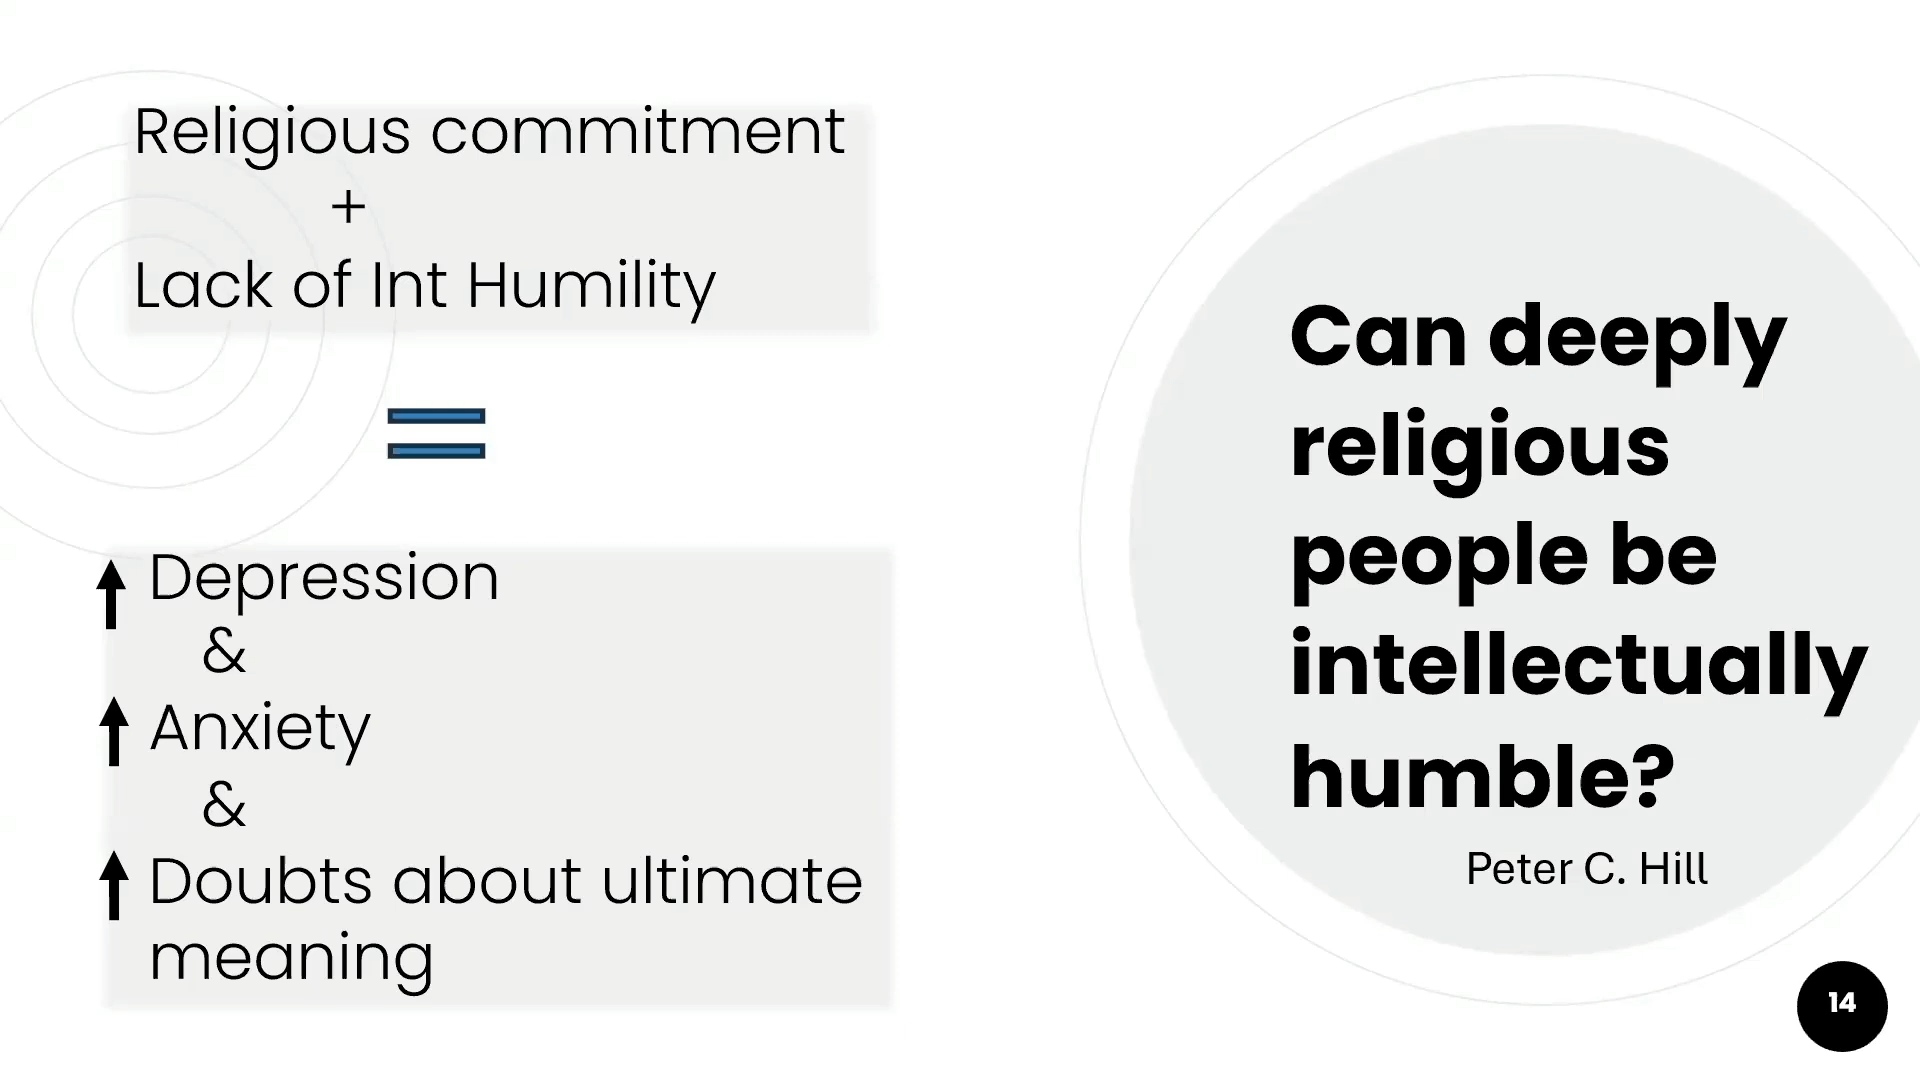 Religious commitment
+
Lack of Int Humility
=
Depression
&
Anxiety
&
Doubts about ultimate
meaning
Can deeply
religious
people be
intellectually
humble?
Peter C. Hill
14